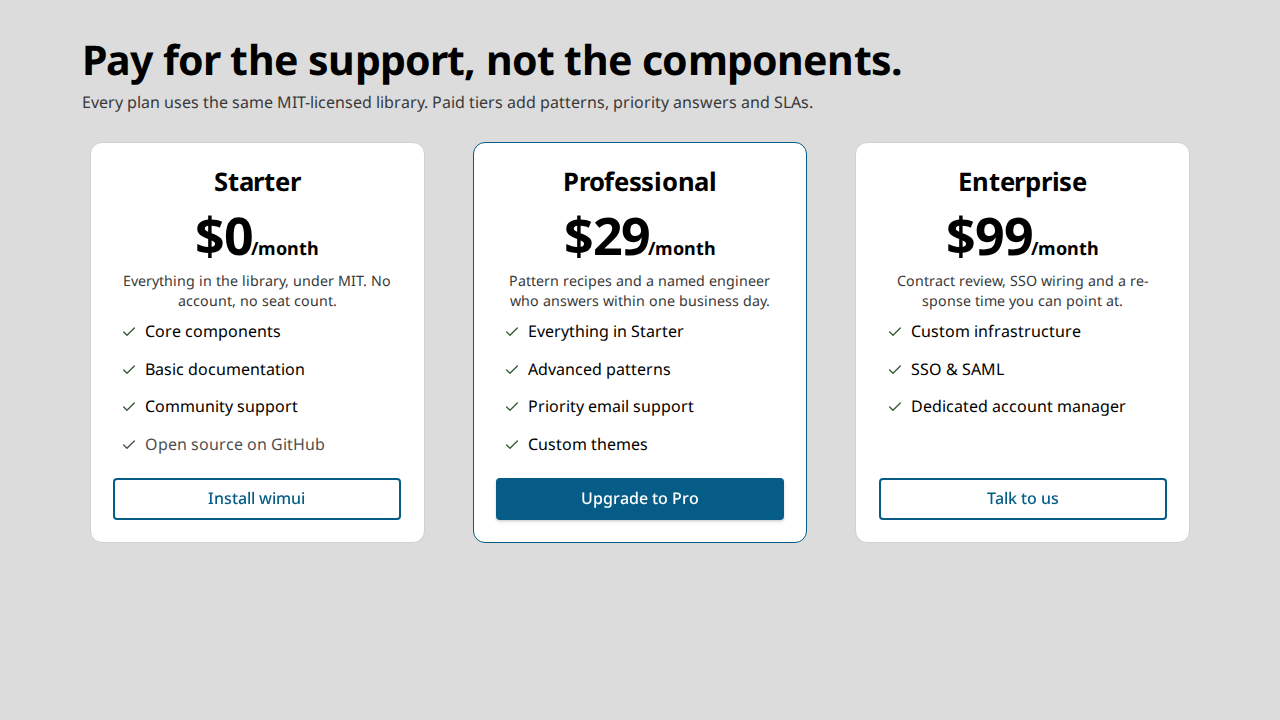 Pay for the support, not the components.
Every plan uses the same MIT-licensed library. Paid tiers add patterns, priority answers and SLAs.
Starter
$0/month
Everything in the library, under MIT. No
account, no seat count.
Core components
Basic documentation
Community support
Open source on GitHub
Install wimui
Professional
$29/month
Pattern recipes and a named engineer
who answers within one business day.
Everything in Starter
Advanced patterns
Priority email support
Custom themes
Upgrade to Pro
Enterprise
$99/month
Contract review, SSO wiring and a re-
sponse time you can point at.
Custom infrastructure
SSO & SAML
Dedicated account manager
Talk to us